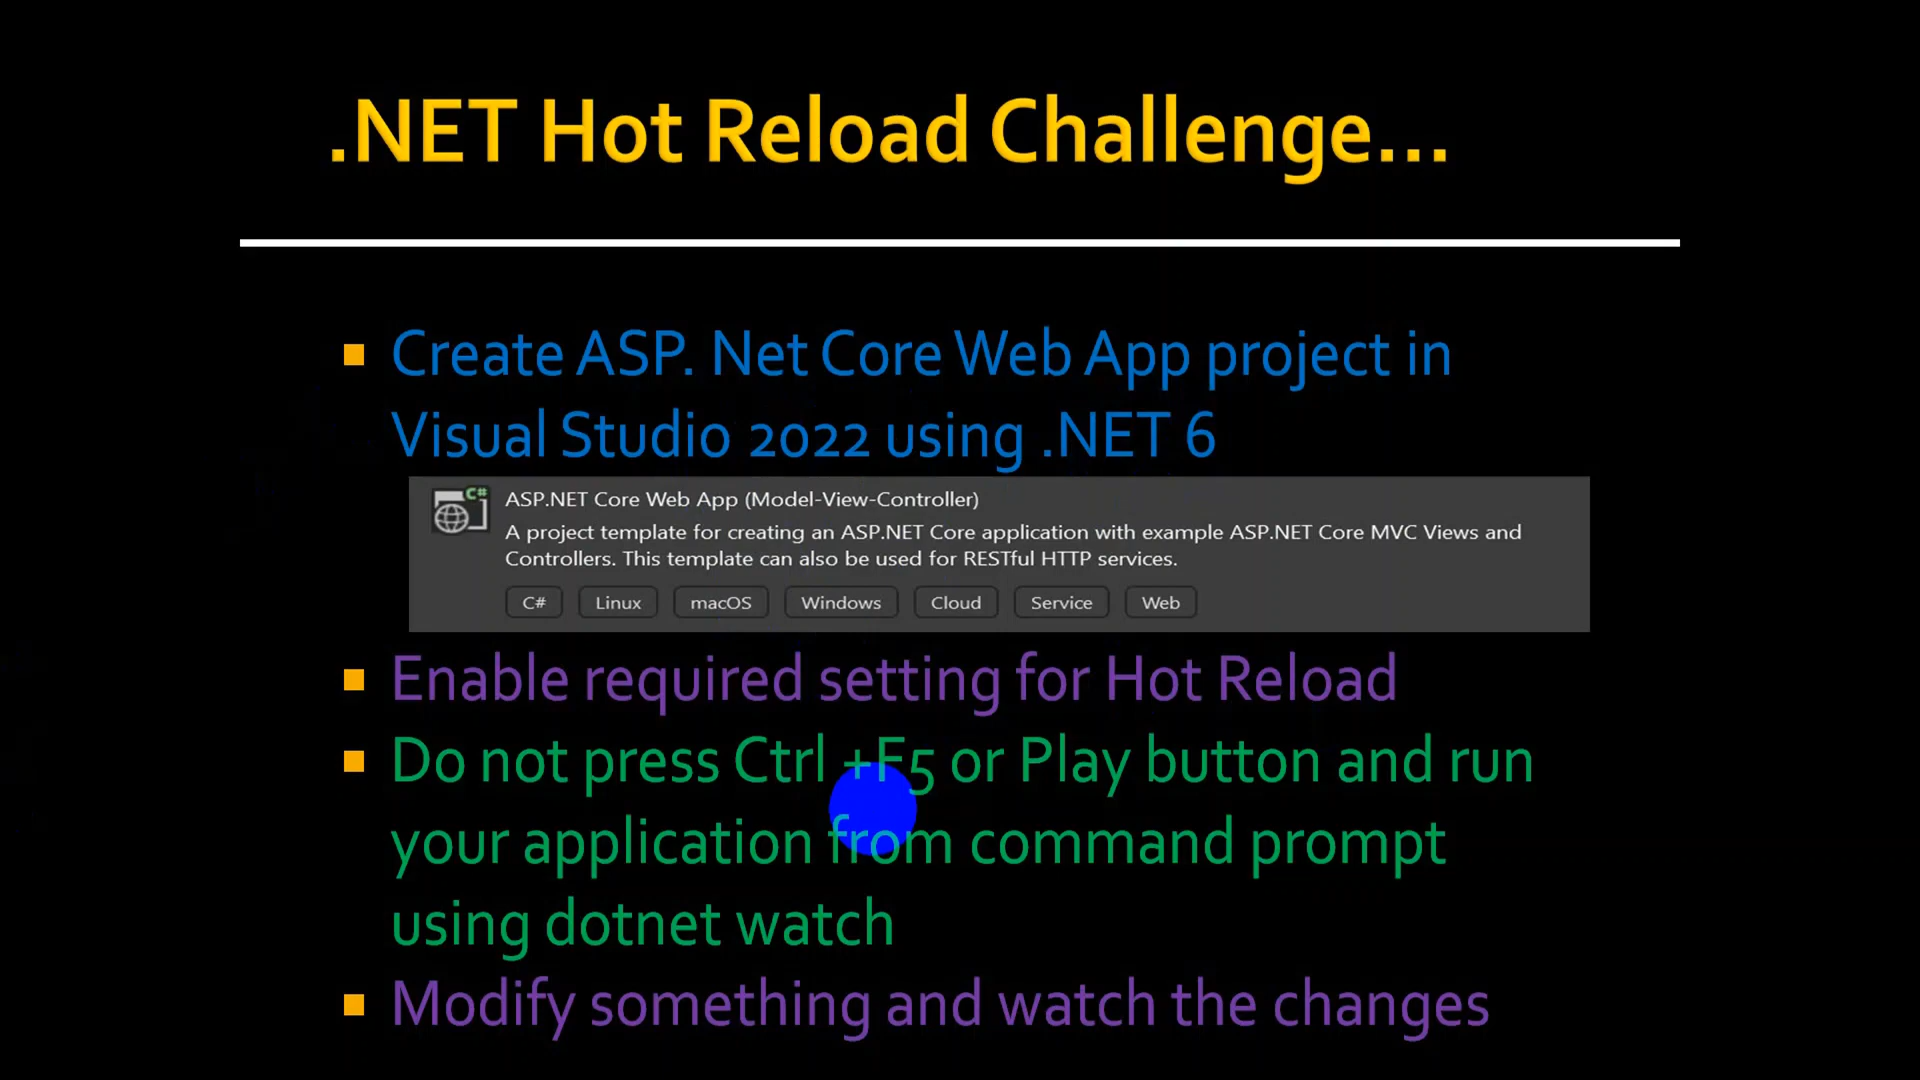 .NET Hot Reload Challenge...
Create ASP. Net Core Web App project in
Visual Studio 2022 using .NET 6
C#
ASP.NET Core Web App (Model-View-Controller)
A project template for creating an ASP.NET Core application with example ASP.NET Core MVC Views and
Controllers. This template can also be used for RESTful HTTP services.
C# Linux macOS Windows Cloud Service Web
Enable required setting for Hot Reload
Do not press Ctrl +F5 or Play button and run
your application from command prompt
using dotnet watch
Modify something and watch the changes